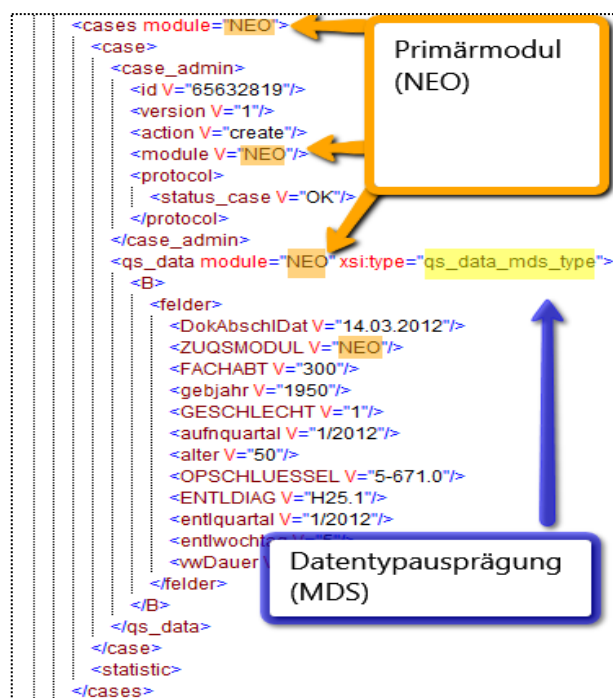 <cases module="NEO">
<case>
<case_admin>
<id V="65632819"/>
<version V="1"/>
<action V="create"/>
<module V="NEO"/>
<protocol>
<status_case V="OK"/>
</protocol>
</case_admin>
<qs_data module="NEO" xsi:type="qs_data_mds_type">
<B>
<felder>
<DokAbschlDat V="14.03.2012"/>
<ZUQSMODUL V="NEO"/>
<FACHABT V="300"/>
<gebjahr V="1950"/>
<GESCHLECHT V="1"/>
<aufnquartal V="1/2012"/>
<alter V="50"/>
<OPSCHLUESSEL V="5-671.0"/>
<ENTLDIAG V="H25.1"/>
<entlquartal V="1/2012"/>
<entlwochtag
<vwDauer
</felder>
</B>
</qs_data>
</case>
<statistic>
</cases>
Primärmodul
(NEO)
Datentypausprägung
(MDS)